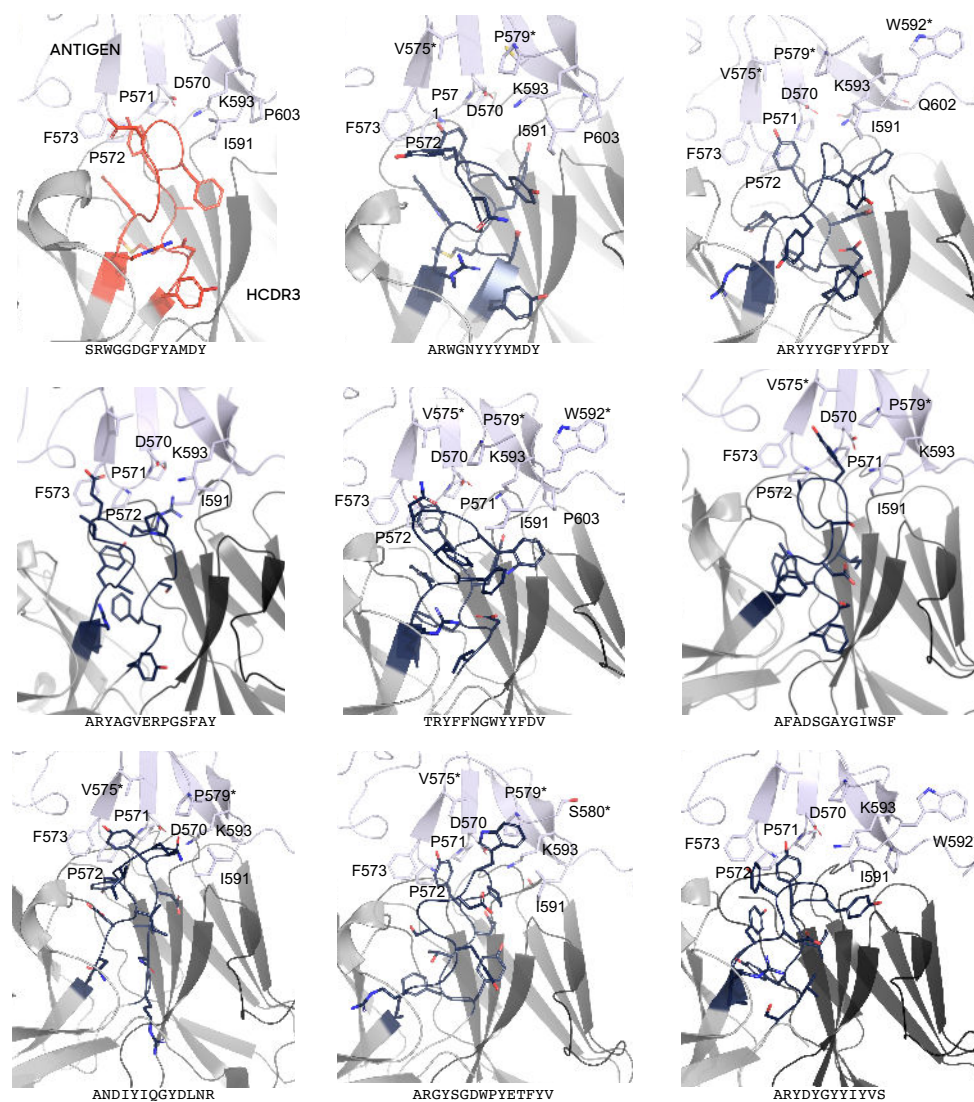 ANTIGEN
D570
P571
K593
P603
F573
P572
I591
HCDR3
SRWGGDGFYAMDY
V575*
P579*
P57
1
D570
K593
F573
P572
I591
P603
ARWGNYYYYMDY
W592*
P579*
V575*
D570
K593
P571
Q602
F573
I591
P572
ARYYYGFYYFDY
D570
K593
F573
P571
I591
P572
ARYAGVERPGSFAY
V575*
P579*
W592*
D570
K593
F573
P571
P572
I591
P603
TRYFFNGWYYFDV
V575*
P579*
D570
F573
P571
K593
P572
I591
AFADSGAYGIWSF
V575*
P579*
P571
F573
D570
K593
P572
I591
ANDIYIQGYDLNR
V575*
P579*
S580*
D570
F573
P571
K593
P572
I591
ARGYSGDWPYETFYV
D570
K593
F573
P571
W592*
P572
I591
ARYDYGYYIYVS